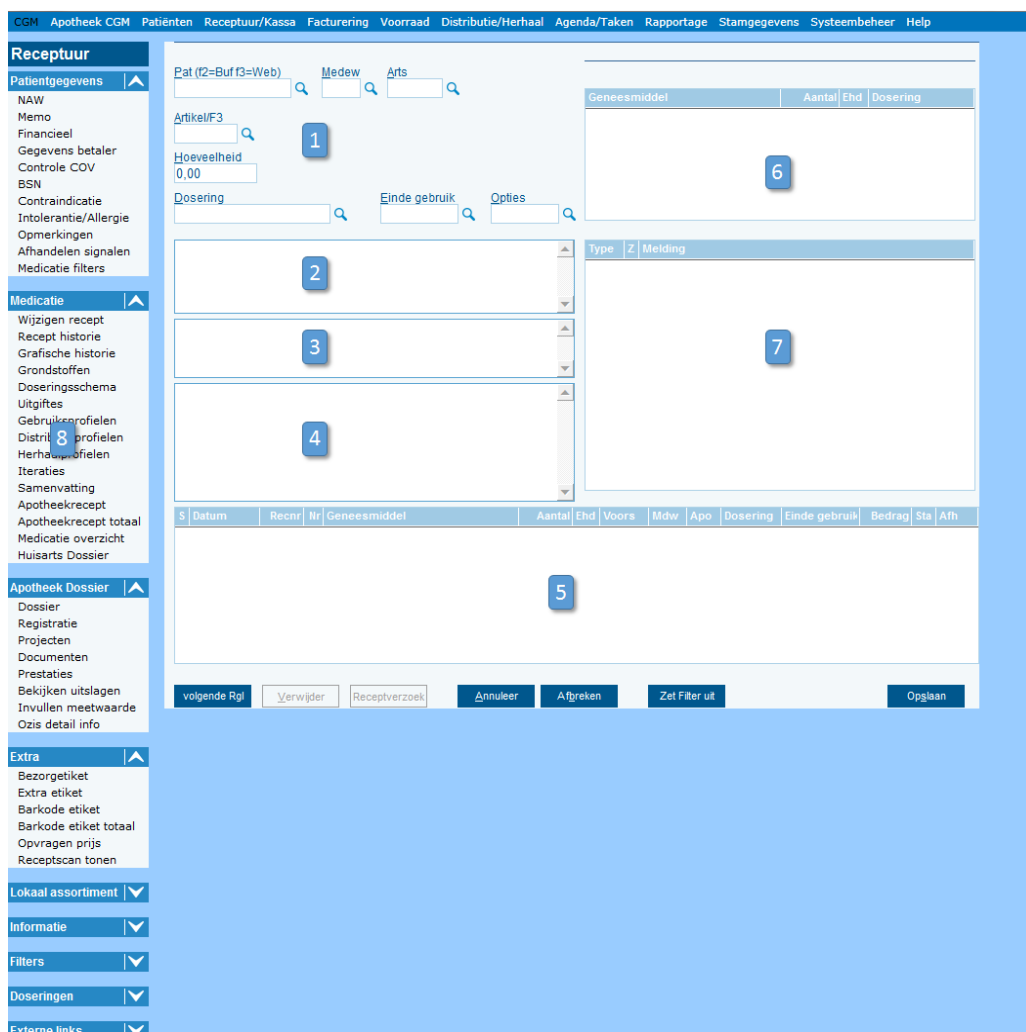 CGM Apotheek CGM Patiënten Receptuur/Kassa Facturering Voorraad Distributie/Herhaal Agenda/Taken Rapportage Stamgegevens Systeembeheer Help
Receptuur
Patientgegevens
NAW
Memo
Financieel
Gegevens betaler
Controle COV
BSN
Contraindicatie
Intolerantie/Allergie
Opmerkingen
Afhandelen signalen
Medicatie filters
Medicatie
Wijzigen recept
Recept historie
Grafische historie
Grondstoffen
Doseringsschema
Uitgiftes
Gebruiksprofielen
8
profielen
Iteraties
Samenvatting
Apotheekrecept
Apotheekrecept totaal
Medicatie overzicht
Huisarts Dossier
Apotheek Dossier
Dossier
Registratie
Projecten
Documenten
Prestaties
Bekijken uitslagen
Invullen meetwaarde
Ozis detail info
Extra
Bezorgetiket
Extra etiket
Barkode etiket
Barkode etiket totaal
Opvragen prijs
Receptscan tonen
Lokaal assortiment
Informatie
Filters
Doseringen
Externe links
Pat (f2=Buf f3=Web) Medew Arts
Artikel/F3
1
Hoeveelheid
0,00
Dosering Einde gebruik Opties
2
3
4
Geneesmiddel Aantal Ehd Dosering
6
Type Z Melding
7
S Datum Recnr Nr Geneesmiddel Aantal Ehd Voors Mdw Apo Dosering Einde gebruik Bedrag Sta Afh
5
volgende Rgl Verwijder Receptverzoek Annuleer Afbreken Zet Filter uit Opslaan